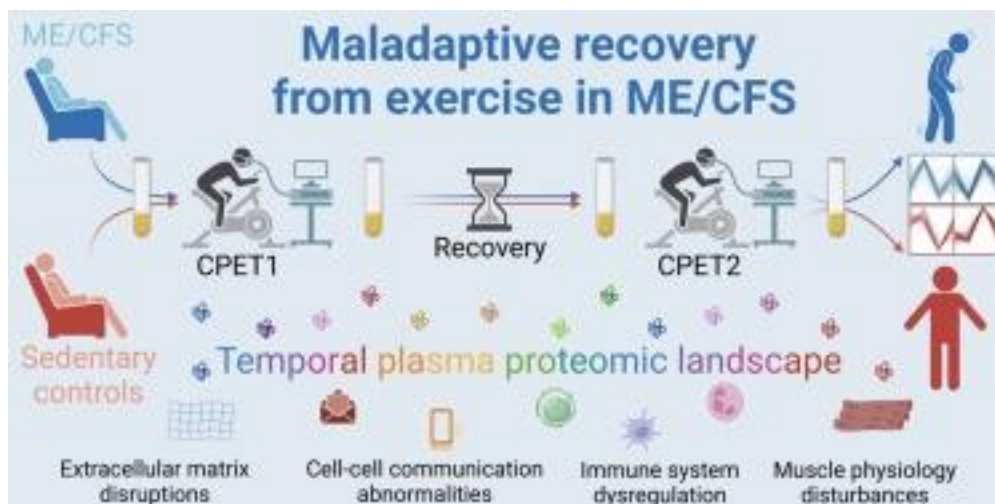 ME/CFS
Maladaptive recovery
from exercise in ME/CFS
CPET1
Recovery
CPET2
Sedentary
controls
Temporal plasma proteomic landscape
Extracellular matrix
disruptions
Cell-cell communication
abnormalities
Immune system
dysregulation
Muscle physiology
disturbances